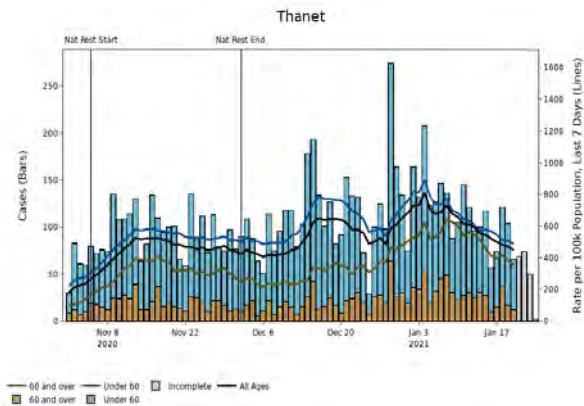 Thanet
Nat Rest Start
Nat Rest End
Cases (Bars)
250
200
150
100
50
0
1600
1400
1200
1000
800
600
400
200
0
Rate per 100k Population, Last 7 Days (Lines)
Nov 8
2020
Nov 22
Dec 6
Dec 20
Jan 3
2021
Jan 17
60 and over
Under 60
Incomplete
All Ages
60 and over
Under 60